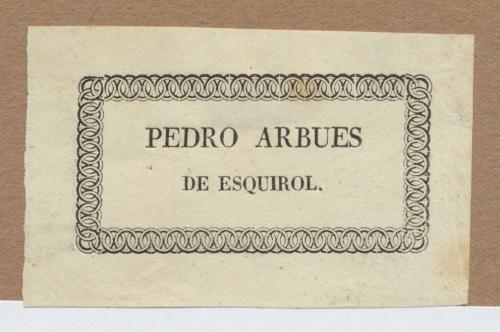 PEDRO ARBUES
DE ESQUIROL.